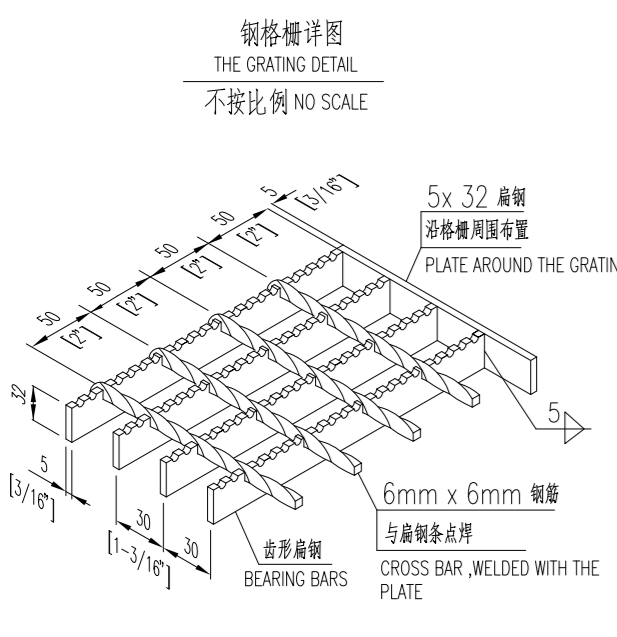 钢格栅详图
THE GRATING DETAIL
不按比例 NO SCALE
5
[3/16"]
50
[2"]
50
[2"]
50
[2"]
50
[2"]
5x 32 扁钢
沿格栅周围布置
PLATE AROUND THE GRATIN
32
5
[3/16"]
30
[1-3/16"]
30
5
齿形扁钢
BEARING BARS
6mm x 6mm 钢筋
与扁钢条点焊
CROSS BAR ,WELDED WITH THE
PLATE